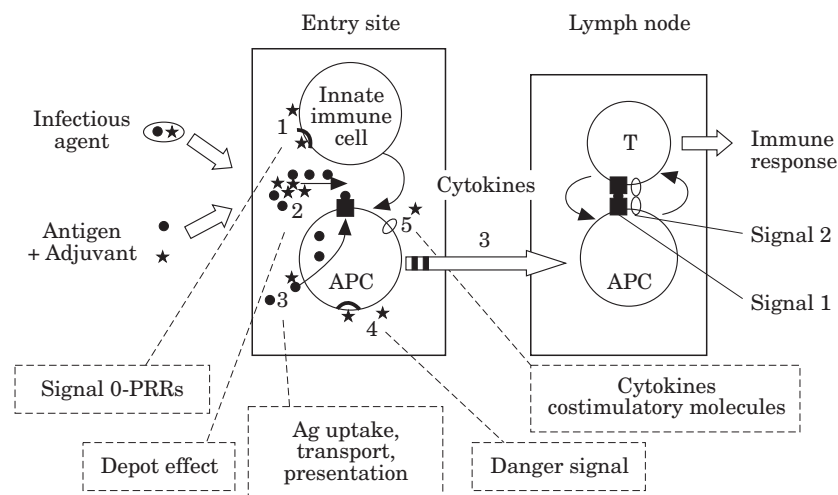 Entry site
Lymph node
Infectious
agent
Innate
immune
cell
1
T
Immune
response
Cytokines
2
5
3
Antigen
+ Adjuvant
Signal 2
APC
APC
3
4
Signal 1
Signal 0-PRRs
Cytokines
costimulatory molecules
Depot effect
Ag uptake,
transport,
presentation
Danger signal